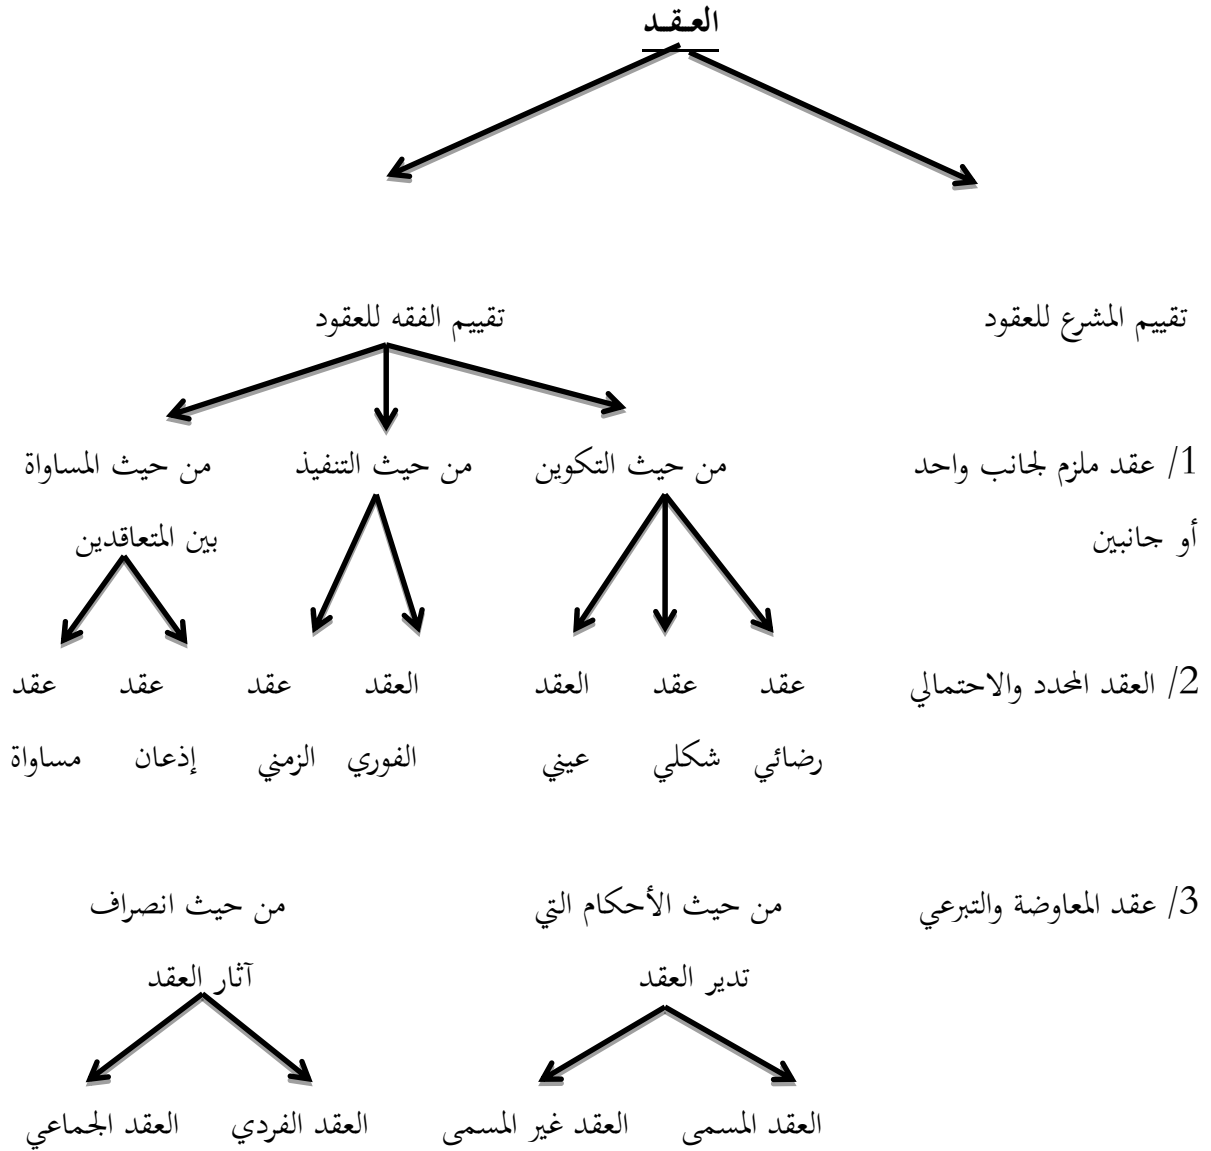 العـقـد
تقييم المشرع للعقود
تقييم الفقه للعقود
1/ عقد ملزم لجانب واحد
أو جانبين
من حيث التكوين
من حيث التنفيذ
من حيث المساواة
بين المتعاقدين
2/ العقد المحدد والاحتمالي
عقد
رضائي
عقد
شكلي
العقد
عيني
العقد
الفوري
عقد
الزمني
عقد
إذعان
عقد
مساواة
3/ عقد المعاوضة والتبرعي
من حيث الأحكام التي
تدير العقد
من حيث انصراف
آثار العقد
العقد المسمى
العقد غير المسمى
العقد الفردي
العقد الجماعي